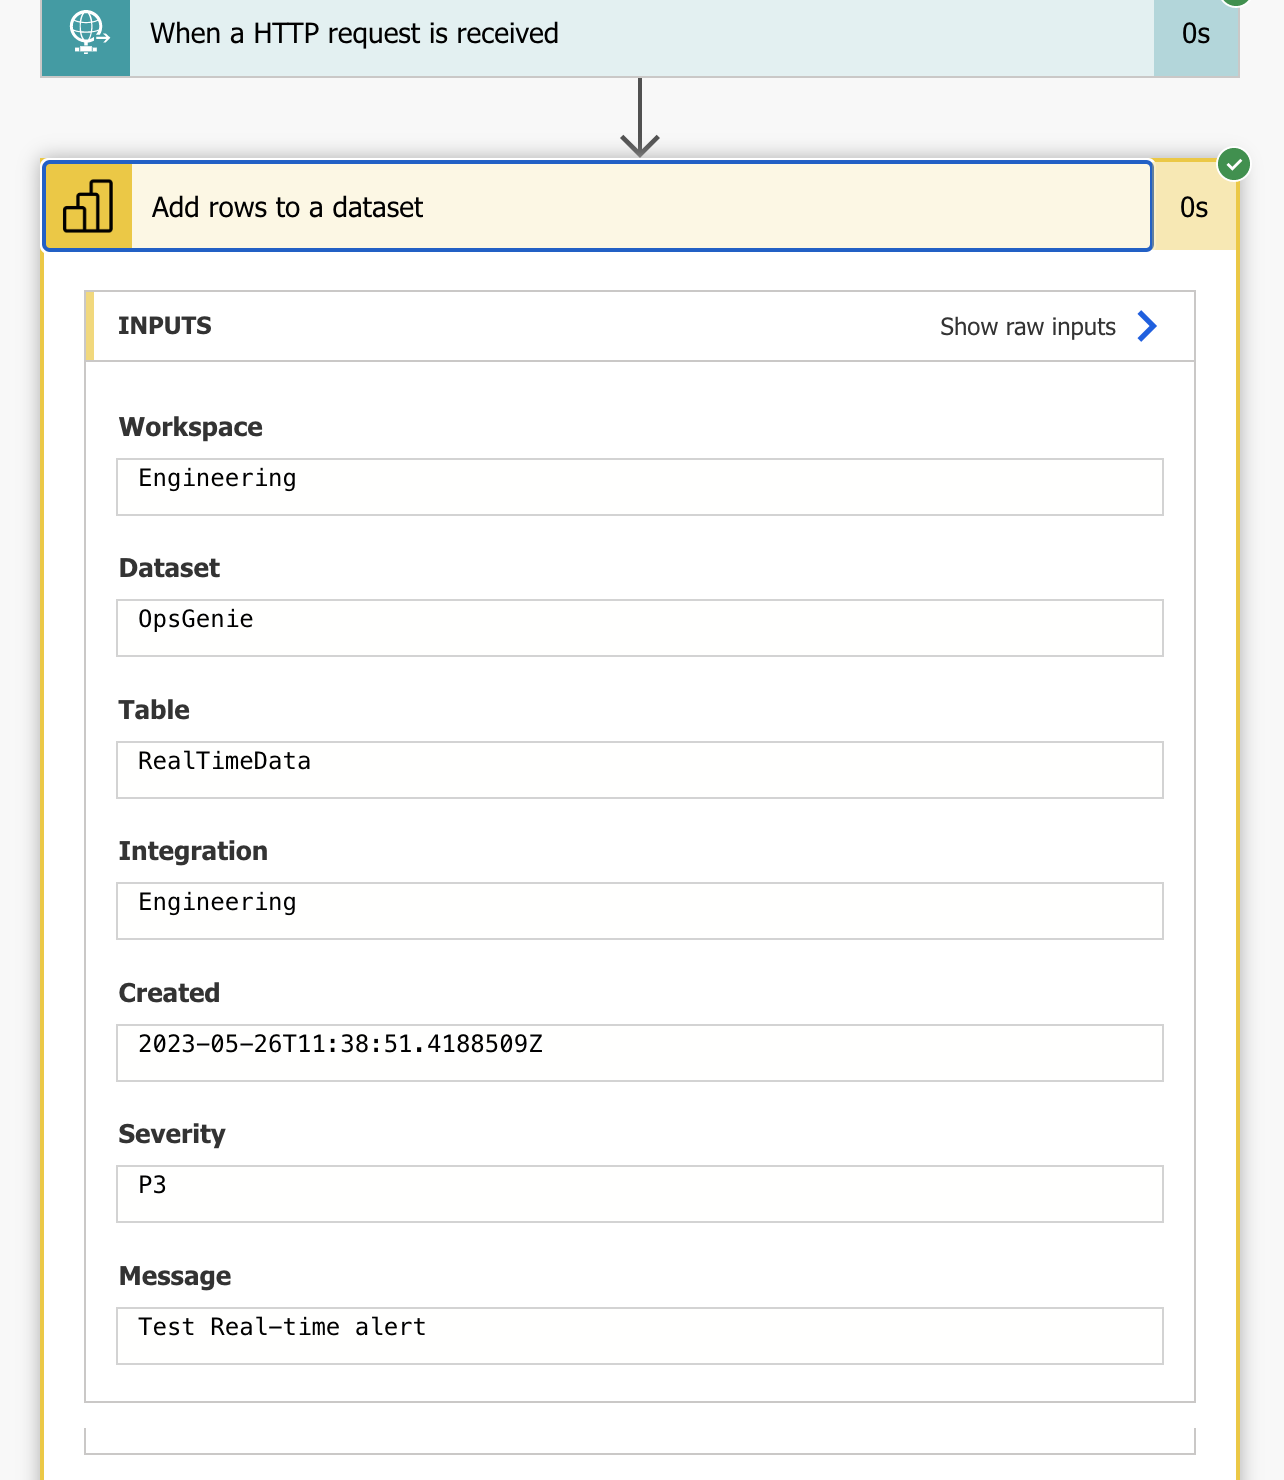 When a HTTP request is received
0s
Add rows to a dataset
0s
INPUTS
Show raw inputs
Workspace
Engineering
Dataset
OpsGenie
Table
RealTimeData
Integration
Engineering
Created
2023-05-26T11:38:51.4188509Z
Severity
P3
Message
Test Real-time alert